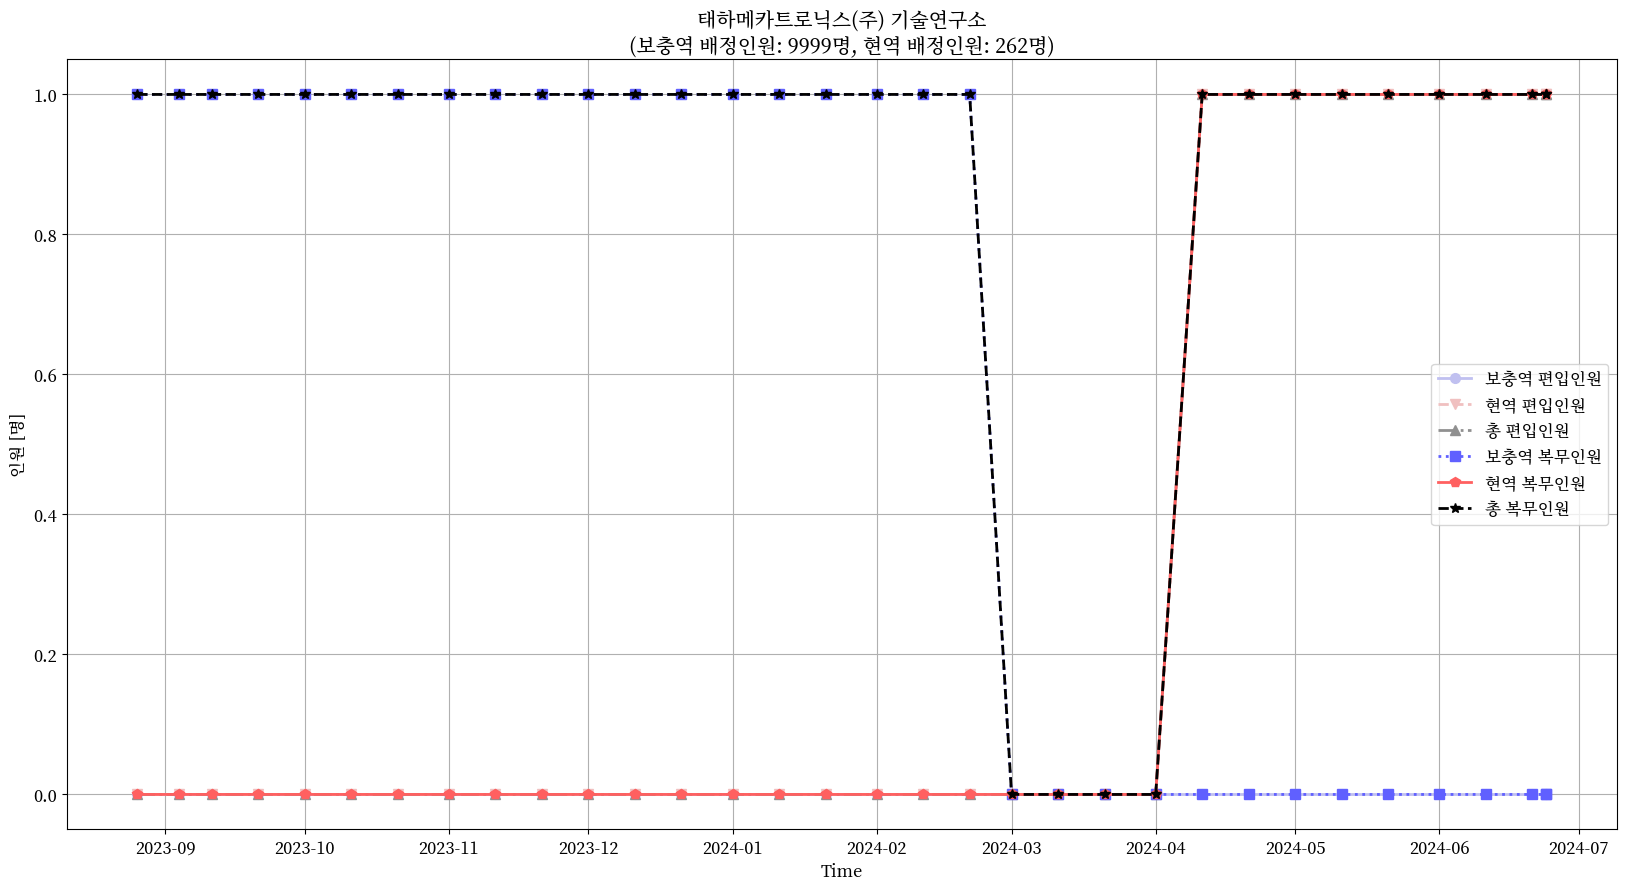 태하메카트로닉스(주) 기술연구소
(보충역 배정인원: 9999명, 현역 배정인원: 262명)
인원 [명]
1.0
0.8
0.6
0.4
0.2
0.0
보충역 편입인원
현역 편입인원
총 편입인원
보충역 복무인원
현역 복무인원
총 복무인원
2023-09 2023-10 2023-11 2023-12 2024-01 2024-02 2024-03 2024-04 2024-05 2024-06 2024-07
Time